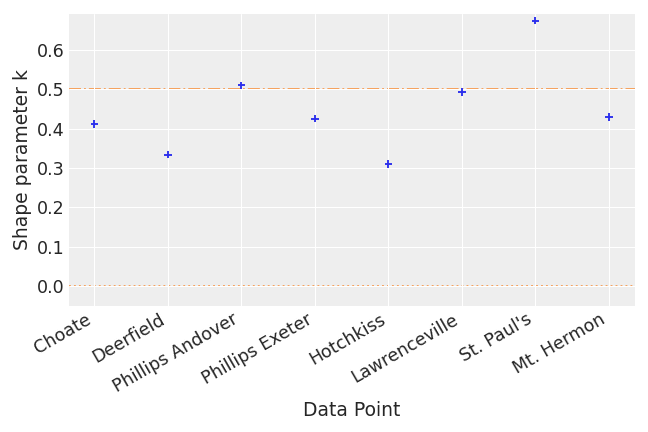 Shape parameter k
0.6
0.5
0.4
0.3
0.2
0.1
0.0
Choate
Deerfield
Phillips Andover
Phillips Exeter
Hotchkiss
Lawrenceville
St. Paul's
Mt. Hermon
Data Point